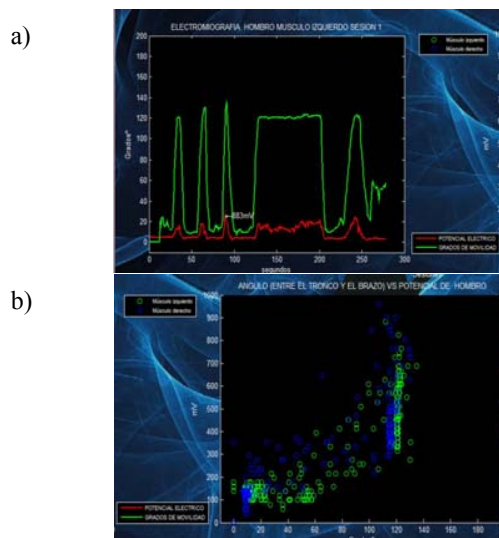 a)
ELECTROMIOGRAFIA HOMBRO MUSCULO IZQUIERDO SESION 1
Músculo izquierdo
Músculo derecho
200
180
160
140
120
100
80
60
40
20
0
Grados°
mV
←883mV
0 50 100 150 200 250 300
segundos
POTENCIAL ELECTRICO
GRADOS DE MOVILIDAD
b)
ANGULO (ENTRE EL TRONCO Y EL BRAZO) VS POTENCIAL DE HOMBRO
Músculo izquierdo
Músculo derecho
1000
900
800
700
600
500
400
300
200
100
0
mV
0 20 40 60 80 100 120 140 160 180
POTENCIAL ELECTRICO
GRADOS DE MOVILIDAD